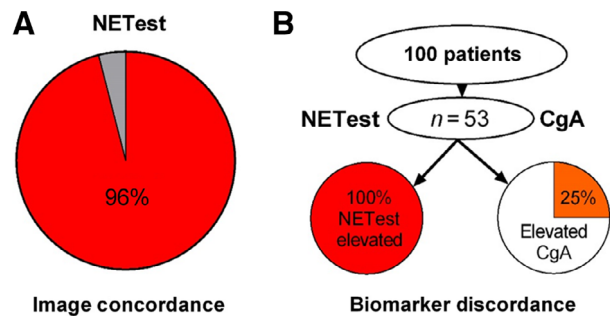 A
NETest
96%
Image concordance
B
100 patients
NETest
n = 53
CgA
100%
NETest
elevated
25%
Elevated
CgA
Biomarker discordance